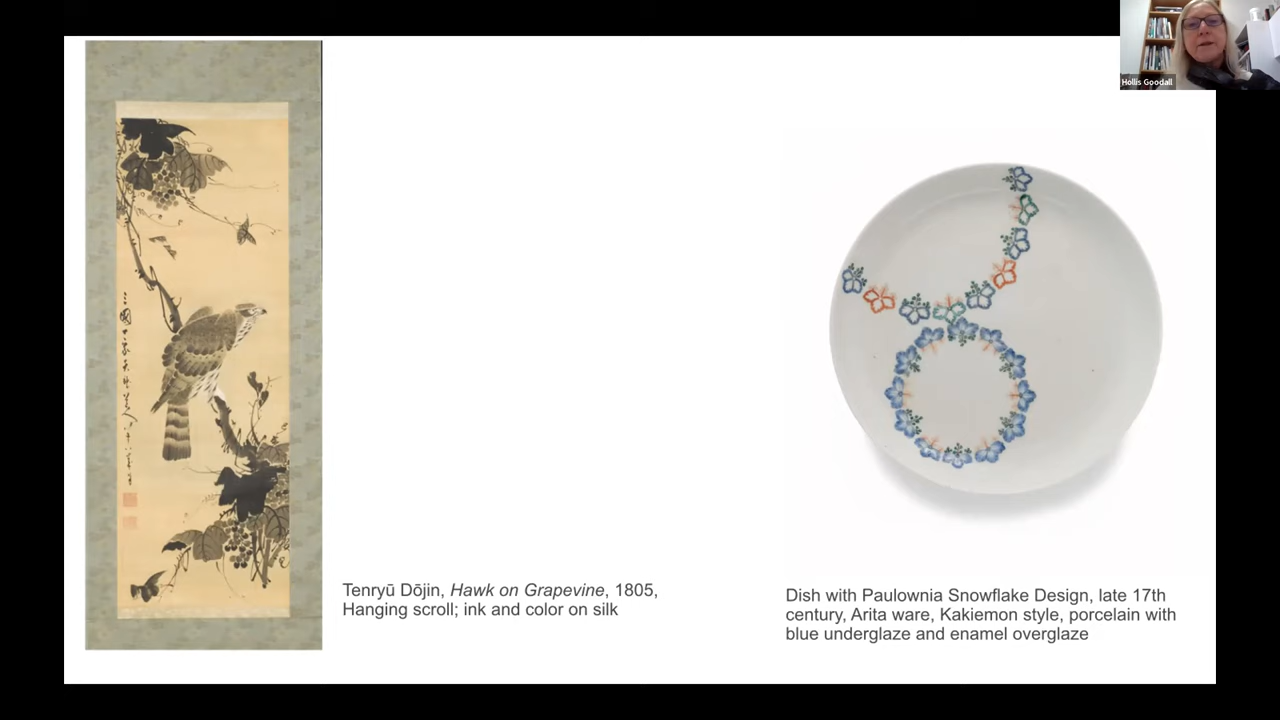 Hollis Goodall
Tenryū Dōjin, Hawk on Grapevine, 1805,
Hanging scroll; ink and color on silk
Dish with Paulownia Snowflake Design, late 17th
century, Arita ware, Kakiemon style, porcelain with
blue underglaze and enamel overglaze